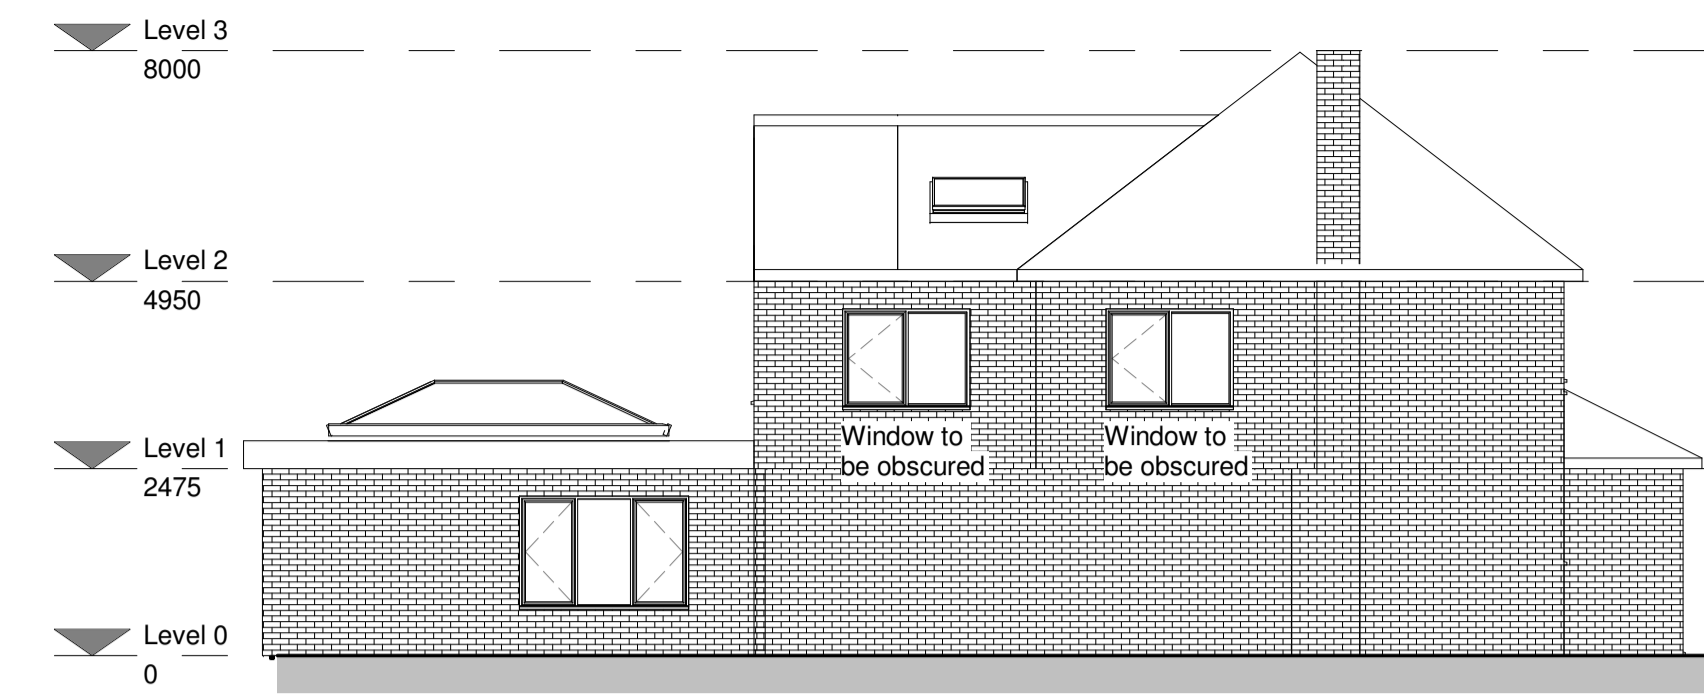 Level 3
8000
Level 2
4950
Window to
be obscured
Window to
be obscured
Level 1
2475
Level 0
0